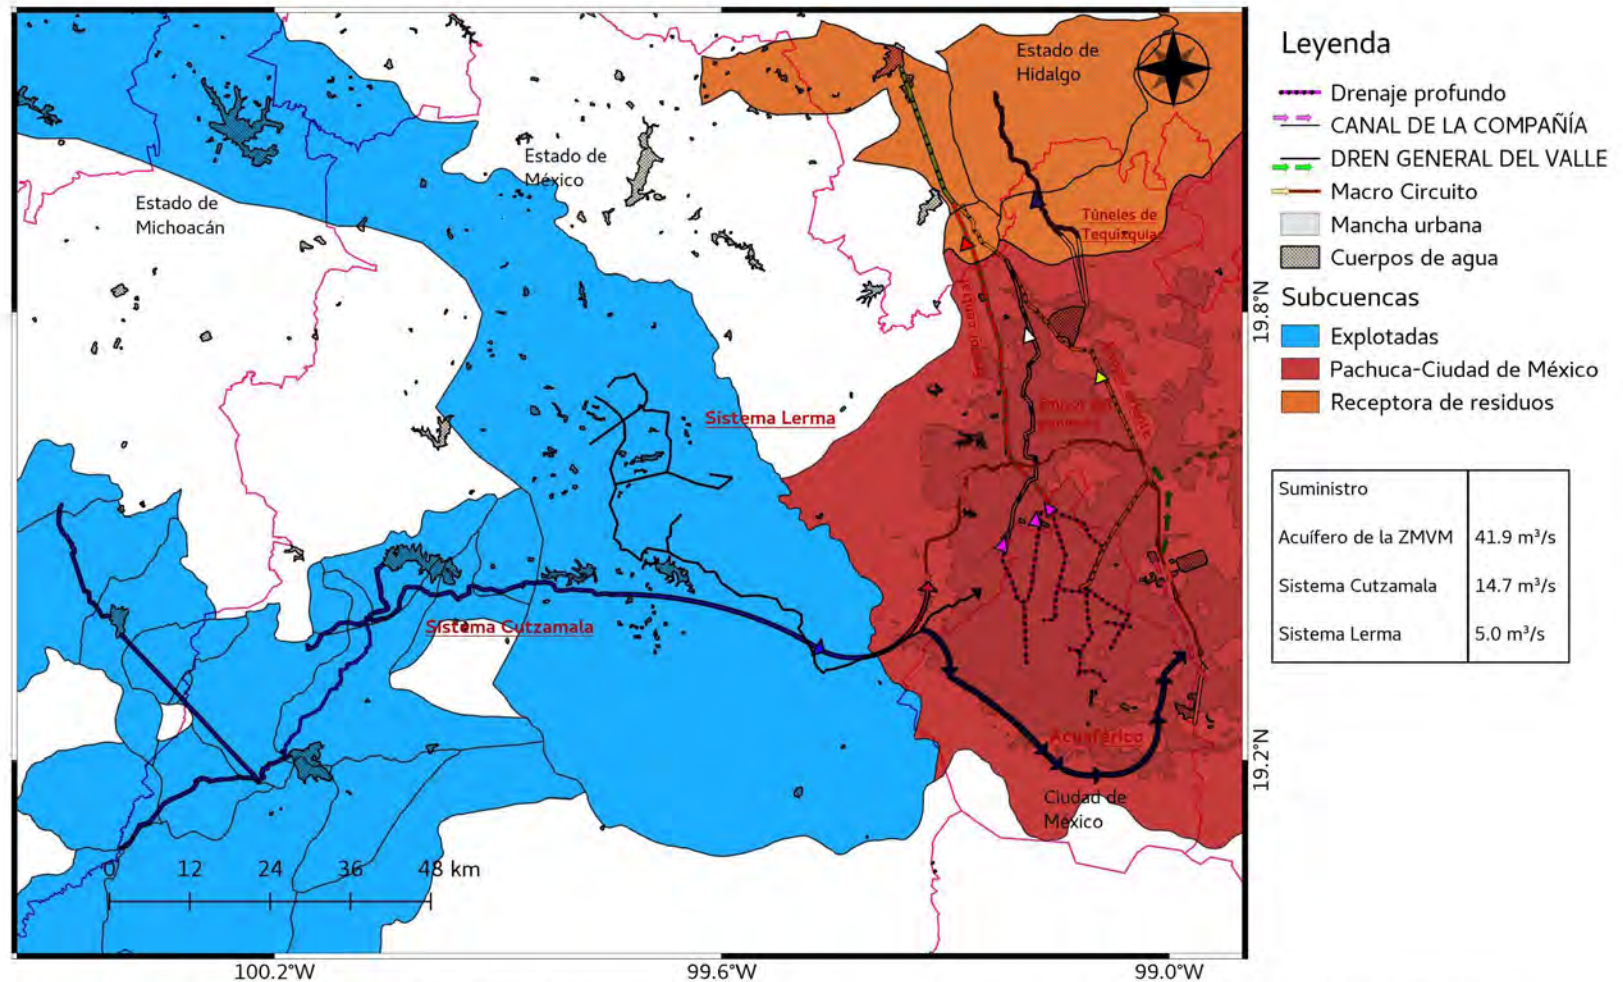 Estado de
Hidalgo
Estado de
México
Estado de
Michoacán
Túneles de
Tequixquiac
Sistema Lerma
Sistema Cutzamala
Acuaférico
Ciudad de
México
0 12 24 36 48 km
100.2°W 99.6°W 99.0°W
19.8°N
19.2°N
Leyenda
Drenaje profundo
CANAL DE LA COMPAÑÍA
DREN GENERAL DEL VALLE
Macro Circuito
Mancha urbana
Cuerpos de agua
Subcuencas
Explotadas
Pachuca-Ciudad de México
Receptora de residuos
Suministro
Acuífero de la ZMVM 41.9 m³/s
Sistema Cutzamala 14.7 m³/s
Sistema Lerma 5.0 m³/s